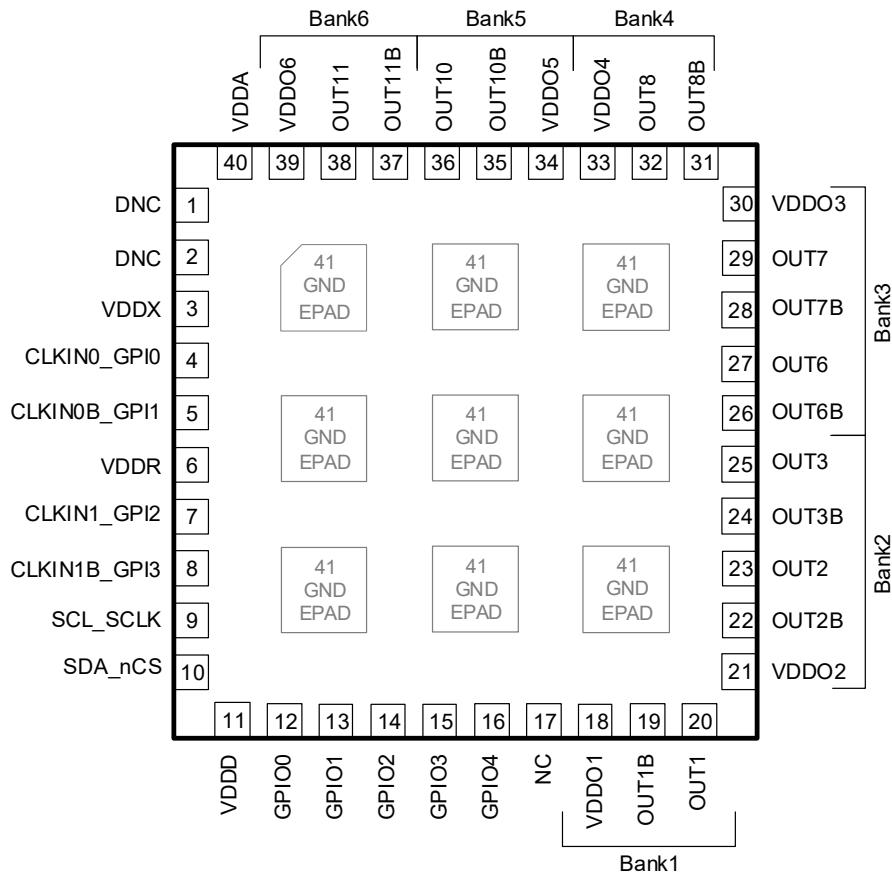 Bank6
Bank5
Bank4
VDDA
VDDO6
OUT11
OUT11B
OUT10
OUT10B
VDDO5
VDDO4
OUT8
OUT8B
40
39
38
37
36
35
34
33
32
31
DNC 1
DNC 2
VDDX 3
CLKIN0_GPI0 4
CLKIN0B_GPI1 5
VDDR 6
CLKIN1_GPI2 7
CLKIN1B_GPI3 8
SCL_SCLK 9
SDA_nCS 10
41
GND
EPAD
41
GND
EPAD
41
GND
EPAD
41
GND
EPAD
41
GND
EPAD
41
GND
EPAD
41
GND
EPAD
41
GND
EPAD
41
GND
EPAD
30 VDDO3
29 OUT7
28 OUT7B
27 OUT6
26 OUT6B
25 OUT3
24 OUT3B
23 OUT2
22 OUT2B
21 VDDO2
Bank3
Bank2
11
12
13
14
15
16
17
18
19
20
VDDD
GPIO0
GPIO1
GPIO2
GPIO3
GPIO4
NC
VDDO1
OUT1B
OUT1
Bank1